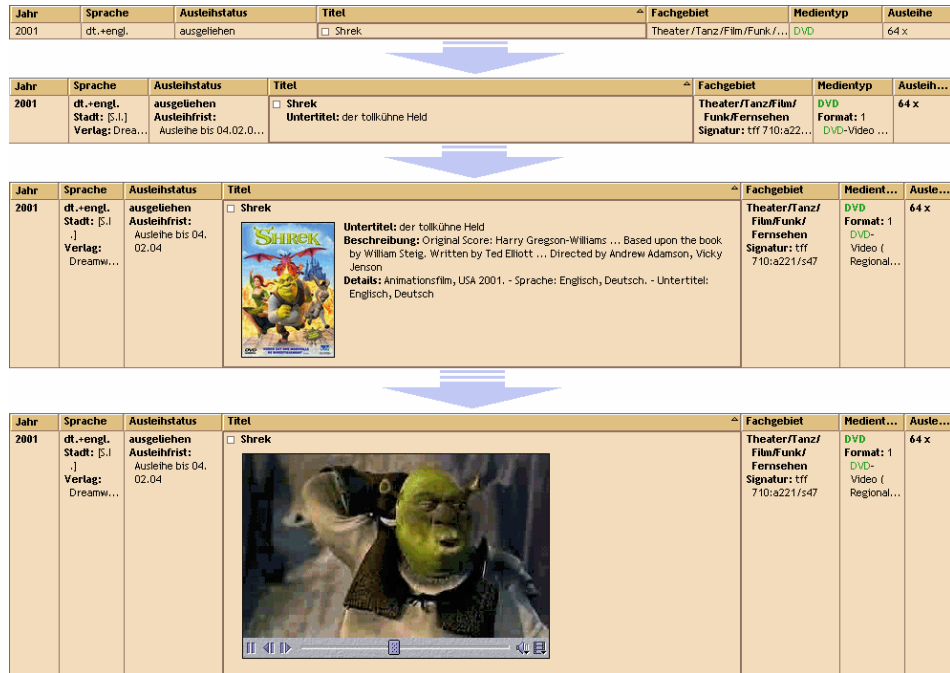 Jahr Sprache Ausleihstatus Titel Fachgebiet Medientyp Ausleihe
2001 dt.+engl. ausgeliehen Shrek Theater/Tanz/Film/Funk/... DVD 64 x
Jahr Sprache Ausleihstatus Titel Fachgebiet Medientyp Ausleih...
2001 dt.+engl. ausgeliehen Shrek Theater/Tanz/Film/ DVD 64 x
Stadt: [S.l.] Ausleihfrist: Untertitel: der tollkühne Held Funk/Fernsehen Format: 1
Verlag: Drea... Ausleihe bis 04.02.0... Signatur: tff 710:a22... DVD-Video ...
Jahr Sprache Ausleihstatus Titel Fachgebiet Medient... Ausle...
2001 dt.+engl. ausgeliehen Shrek Theater/Tanz/ DVD 64 x
Stadt: [S.l Ausleihfrist: Untertitel: der tollkühne Held Film/Funk/ Format: 1
.] Ausleihe bis 04. Beschreibung: Original Score: Harry Gregson-Williams ... Based upon the book Fernsehen DVD-
Verlag: 02.04 by William Steig. Written by Ted Elliott ... Directed by Andrew Adamson, Vicky Signatur: tff Video (
Dreamw... Jenson 710:a221/s47 Regional...
Details: Animationsfilm, USA 2001. - Sprache: Englisch, Deutsch. - Untertitel:
Englisch, Deutsch
SHREK
DVD
Jahr Sprache Ausleihstatus Titel Fachgebiet Medient... Ausle...
2001 dt.+engl. ausgeliehen Shrek Theater/Tanz/ DVD 64 x
Stadt: [S.l Ausleihfrist: Film/Funk/ Format: 1
.] Ausleihe bis 04. Fernsehen DVD-
Verlag: 02.04 Signatur: tff Video (
Dreamw... 710:a221/s47 Regional...